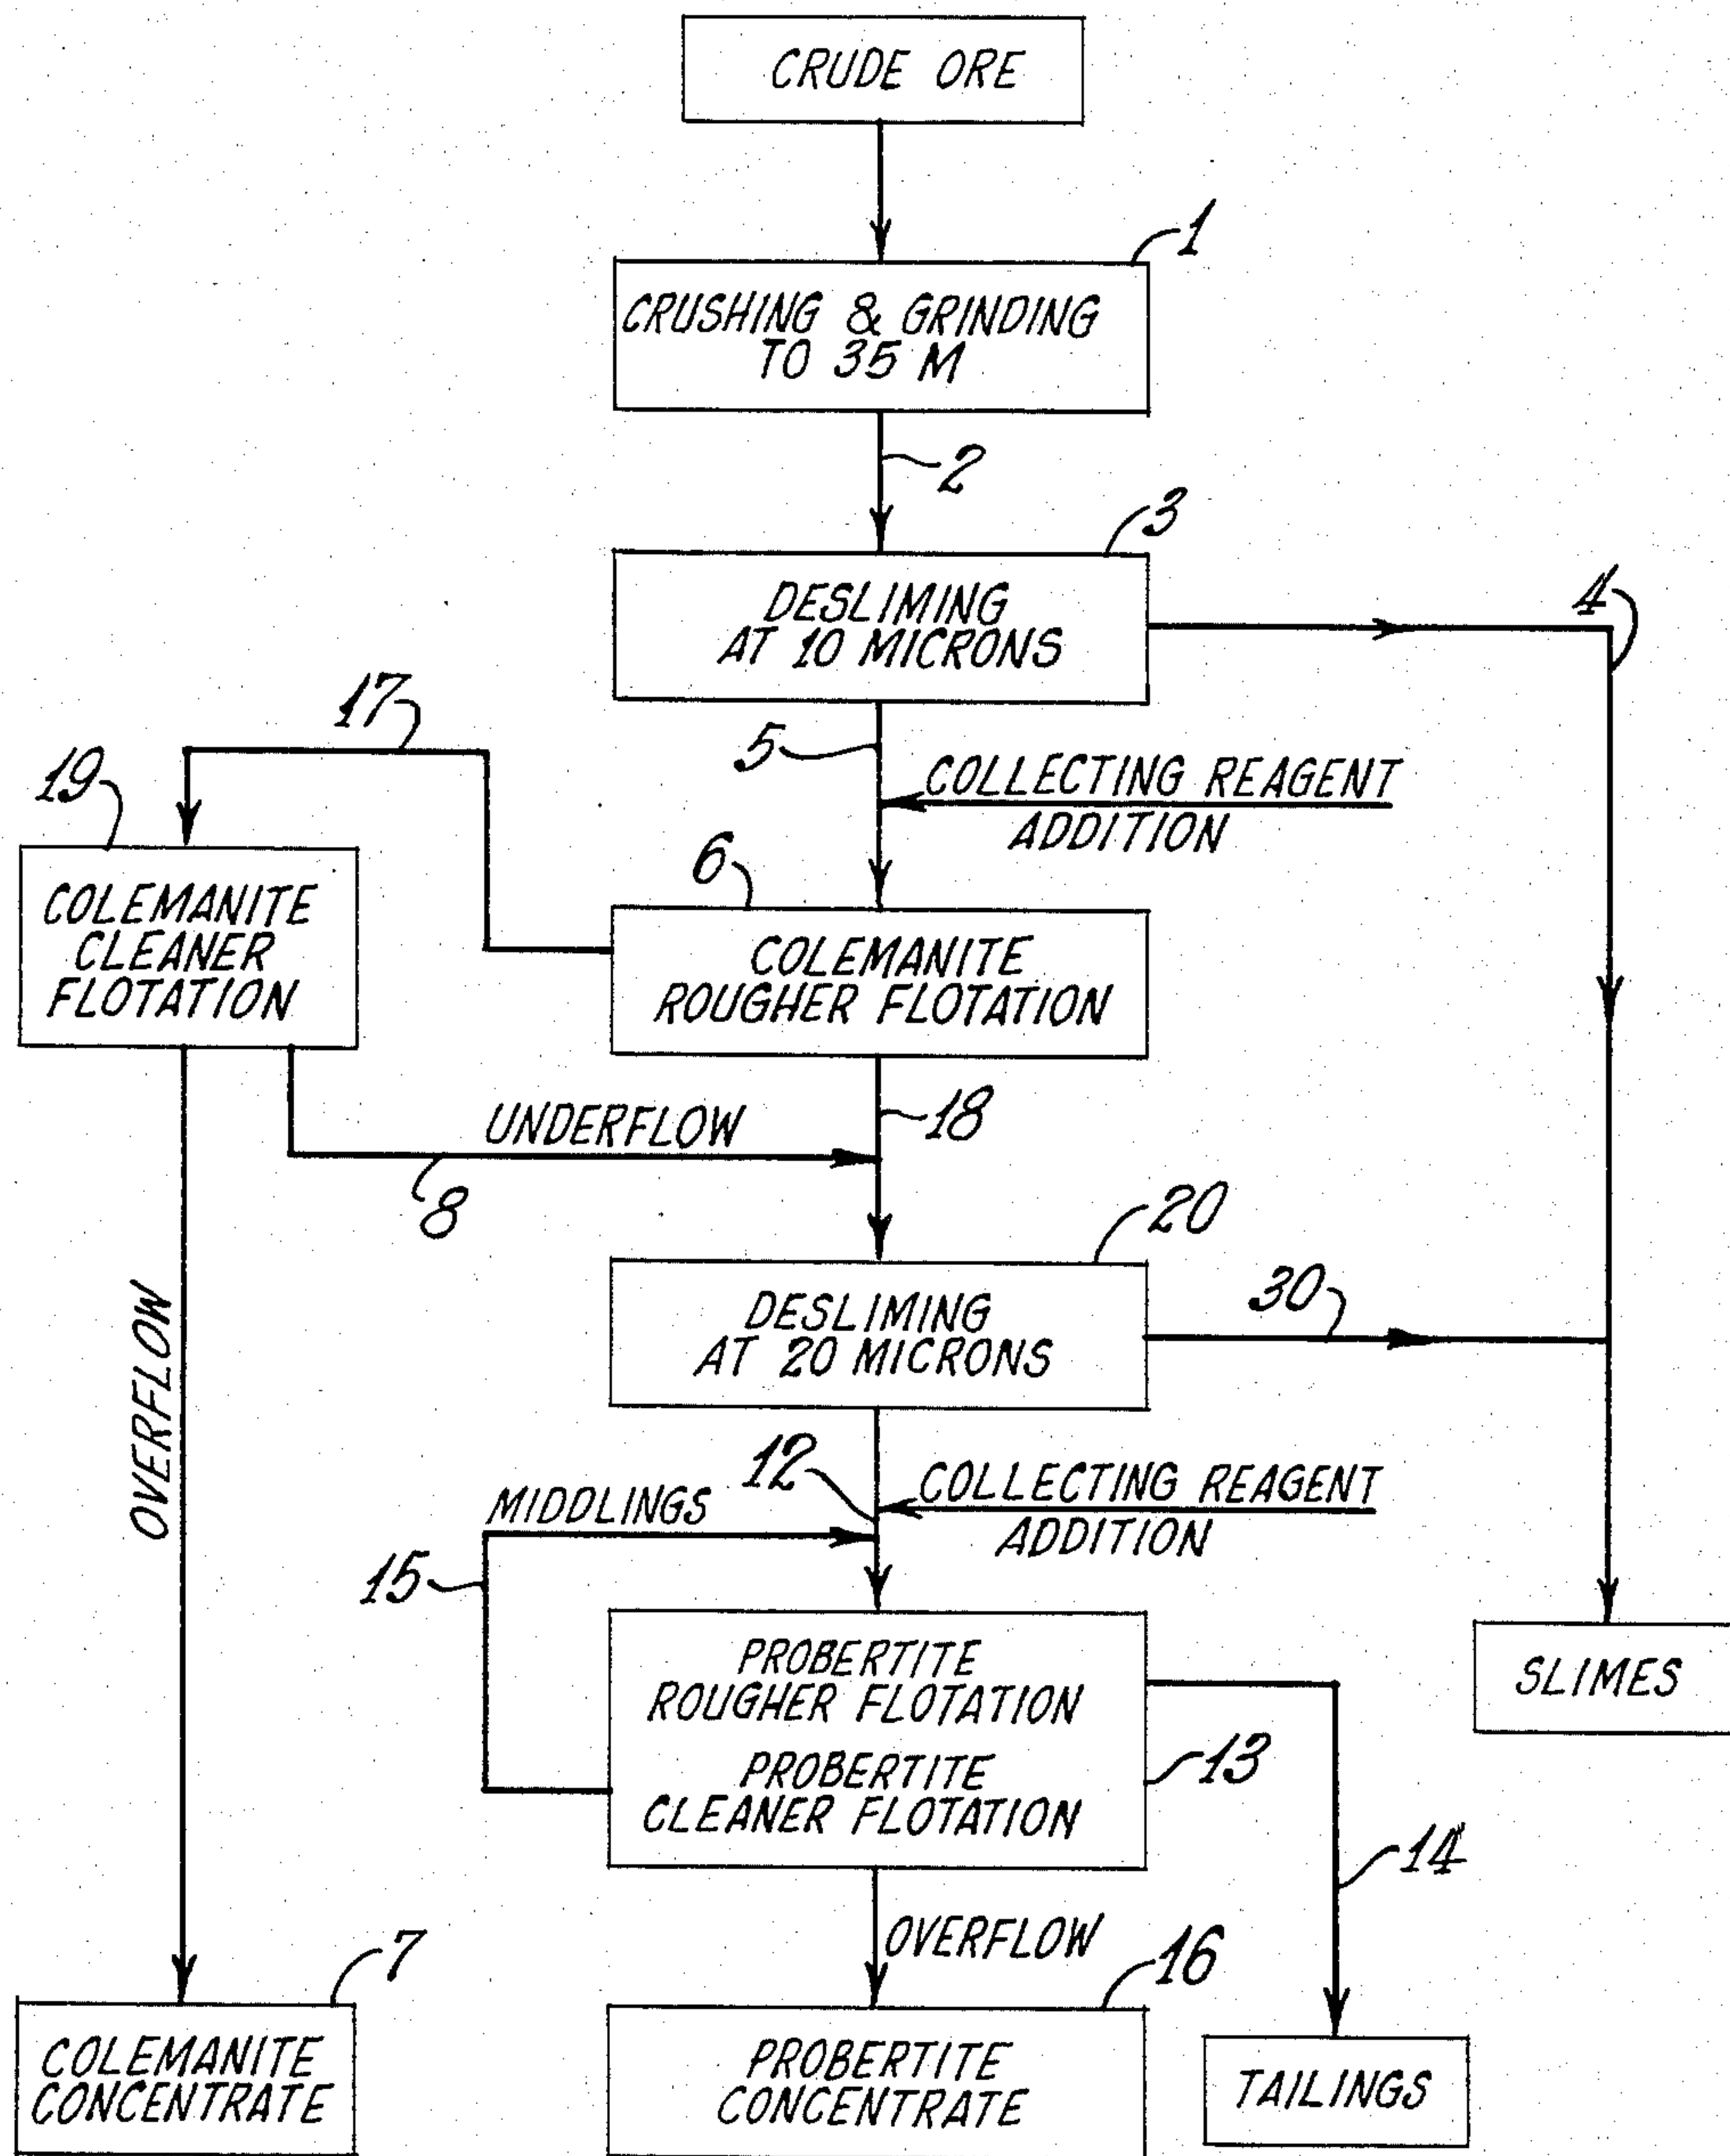 CRUDE ORE
1
CRUSHING & GRINDING
TO 35 M
2
3
DESLIMING
AT 10 MICRONS
4
17
5
COLLECTING REAGENT
ADDITION
19
6
COLEMANITE
CLEANER
FLOTATION
COLEMANITE
ROUGHER FLOTATION
UNDERFLOW
18
8
20
OVERFLOW
DESLIMING
AT 20 MICRONS
30
12
COLLECTING REAGENT
ADDITION
MIDDLINGS
15
PROBERTITE
ROUGHER FLOTATION
PROBERTITE
CLEANER FLOTATION
13
SLIMES
14
OVERFLOW
7
16
COLEMANITE
CONCENTRATE
PROBERTITE
CONCENTRATE
TAILINGS